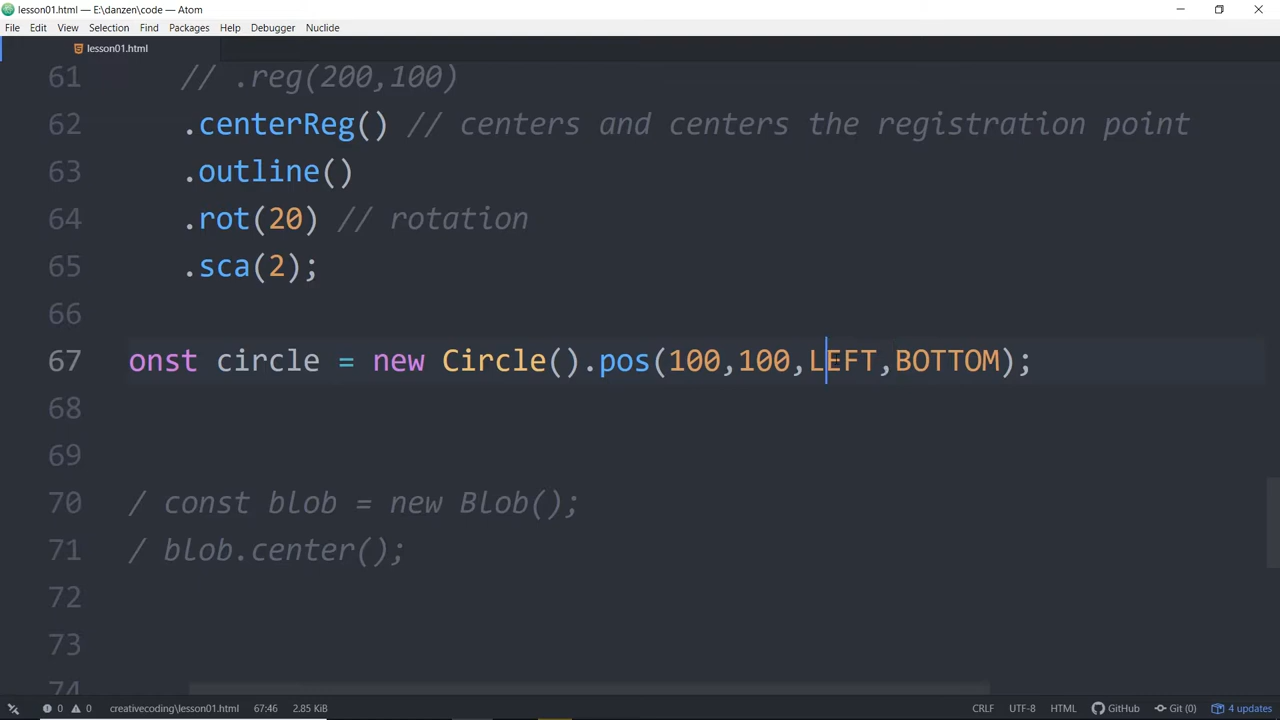 lesson01.html — E:\danzen\code — Atom
File Edit View Selection Find Packages Help Debugger Nuclide
lesson01.html
61 // .reg(200,100)
62 .centerReg() // centers and centers the registration point
63 .outline()
64 .rot(20) // rotation
65 .sca(2);
66
67 onst circle = new Circle().pos(100,100,LEFT,BOTTOM);
68
69
70 / const blob = new Blob();
71 / blob.center();
72
73
74
0 0 creativecoding\lesson01.html 67:46 2.85 KiB CRLF UTF-8 HTML GitHub Git (0) 4 updates